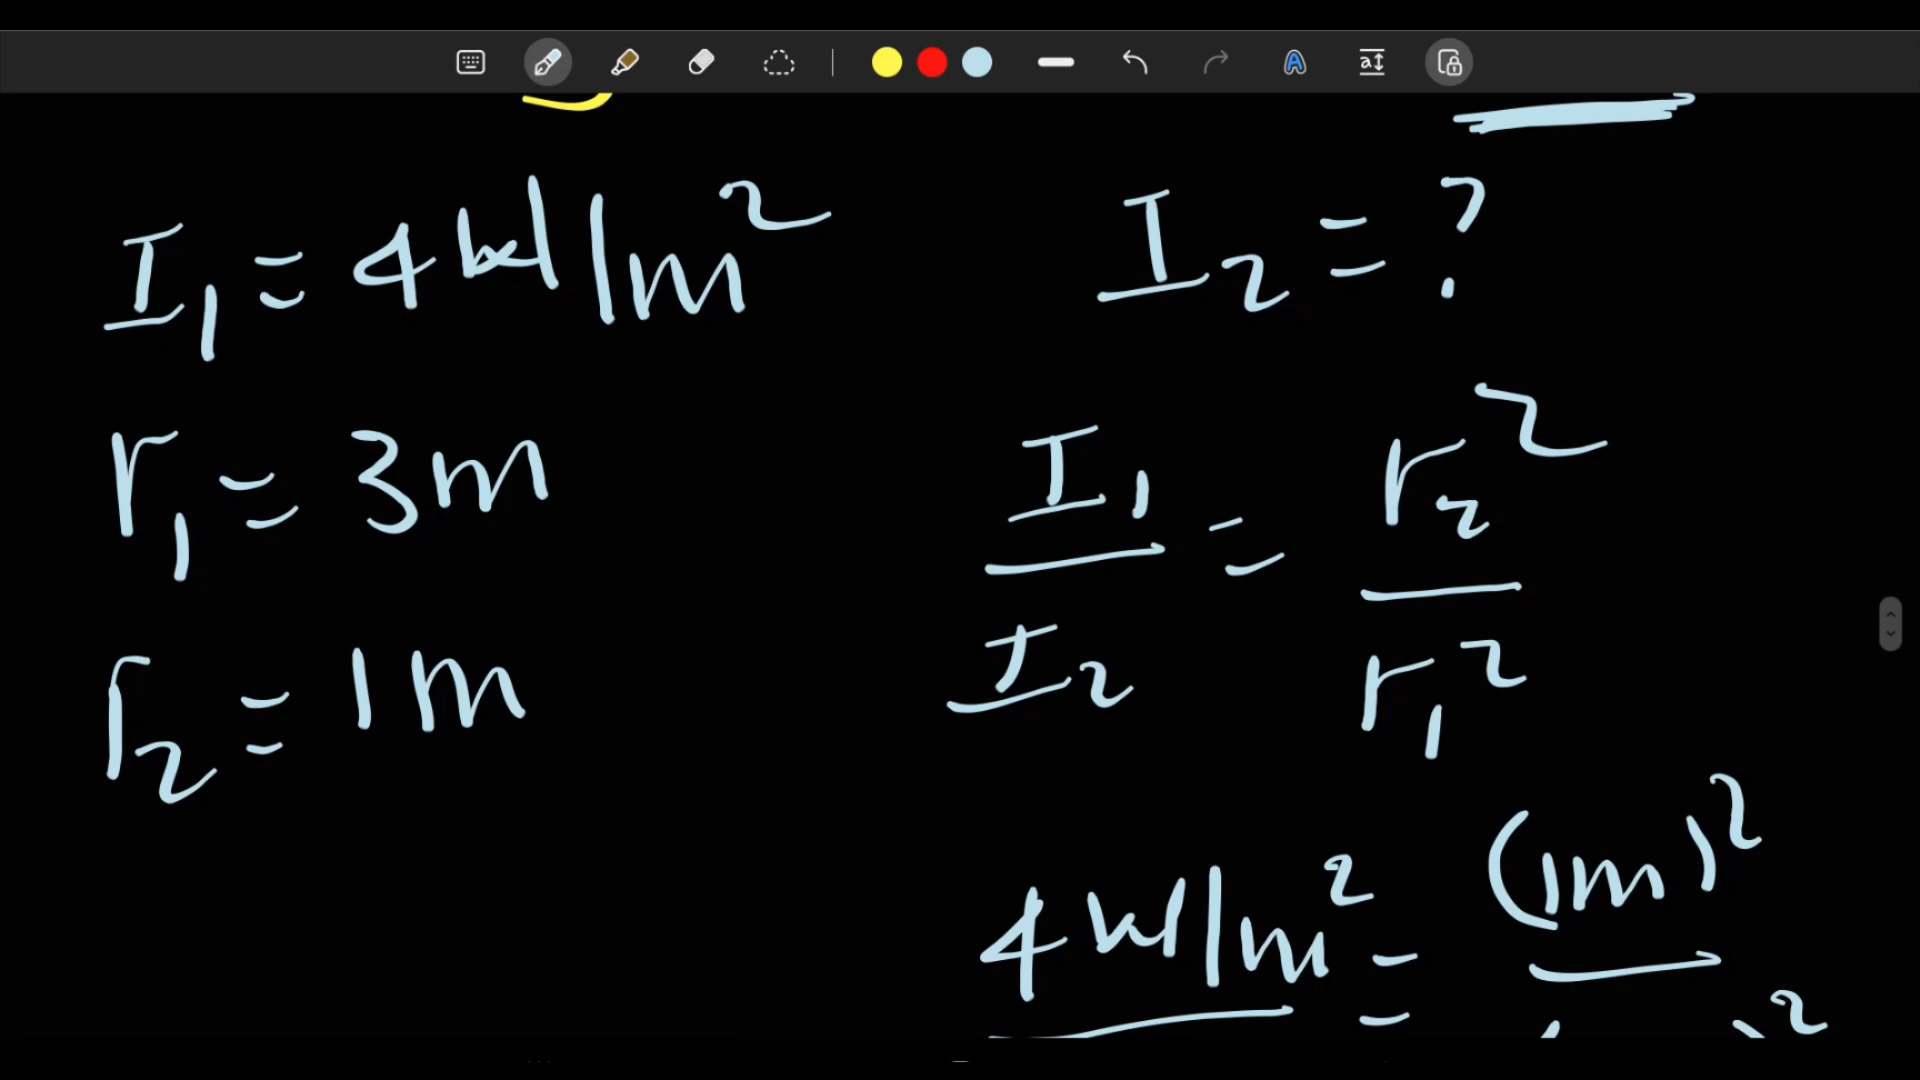 I₁ = 4W/m²
I₂ = ?
r₁ = 3m
I₁/I₂ = r₂²/r₁²
r₂ = 1m
4W/m² = (1m)²